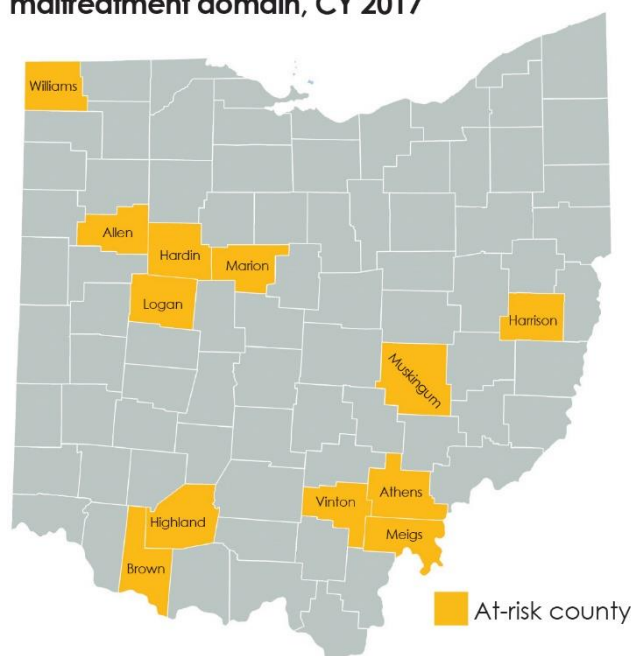 maltreatment domain, CY 2017
Williams
Allen
Hardin
Marion
Logan
Harrison
Muskingum
Athens
Vinton
Highland
Meigs
Brown
At-risk county